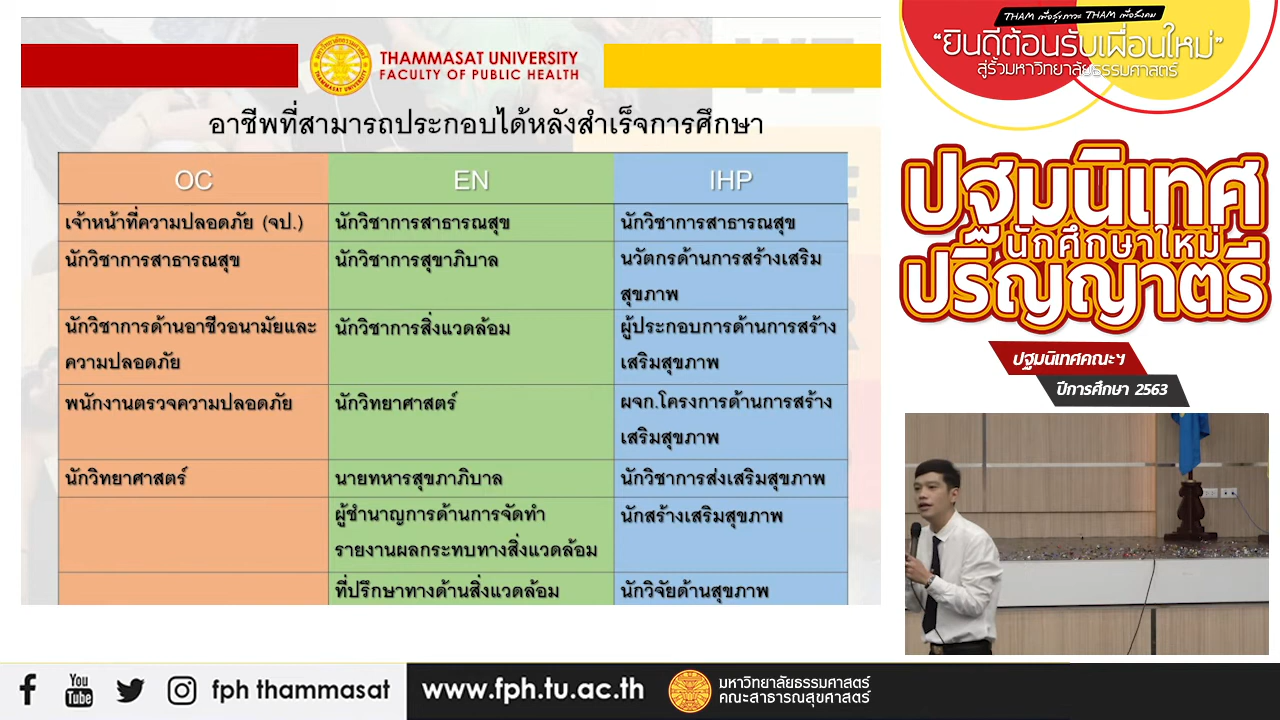 THAMMASAT UNIVERSITY
FACULTY OF PUBLIC HEALTH
อาชีพที่สามารถประกอบได้หลังสำเร็จการศึกษา
OC EN IHP
เจ้าหน้าที่ความปลอดภัย (จป.) นักวิชาการสาธารณสุข นักวิชาการสาธารณสุข
นักวิชาการสาธารณสุข นักวิชาการสุขาภิบาล นวัตกรด้านการสร้างเสริม
สุขภาพ
นักวิชาการด้านอาชีวอนามัยและ นักวิชาการสิ่งแวดล้อม ผู้ประกอบการด้านการสร้าง
ความปลอดภัย เสริมสุขภาพ
พนักงานตรวจความปลอดภัย นักวิทยาศาสตร์ ผจก.โครงการด้านการสร้าง
เสริมสุขภาพ
นักวิทยาศาสตร์ นายทหารสุขภาภิบาล นักวิชาการส่งเสริมสุขภาพ
ผู้ชำนาญการด้านการจัดทำ นักสร้างเสริมสุขภาพ
รายงานผลกระทบทางสิ่งแวดล้อม
ที่ปรึกษาทางด้านสิ่งแวดล้อม นักวิจัยด้านสุขภาพ
THAM เพื่อสุขภาวะ THAM เพื่อสังคม
“ยินดีต้อนรับเพื่อนใหม่”
สู่รั้วมหาวิทยาลัยธรรมศาสตร์
ปฐมนิเทศ
นักศึกษาใหม่
ปริญญาตรี
ปฐมนิเทศคณะฯ
ปีการศึกษา 2563
You Tube
fph thammasat
www.fph.tu.ac.th
มหาวิทยาลัยธรรมศาสตร์
คณะสาธารณสุขศาสตร์